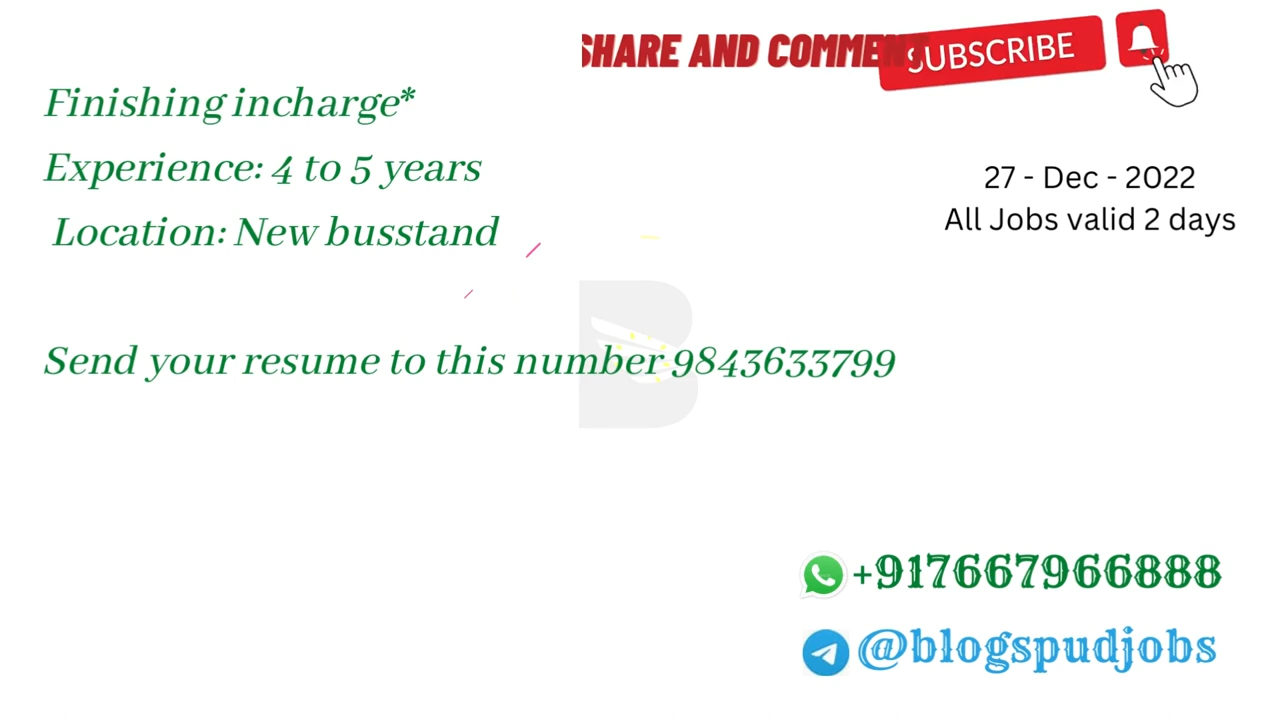 SHARE AND COMMENT
SUBSCRIBE
Finishing incharge*
Experience: 4 to 5 years
Location: New busstand
27 - Dec - 2022
All Jobs valid 2 days
Send your resume to this number 9843633799
+917667966888
@blogspudjobs